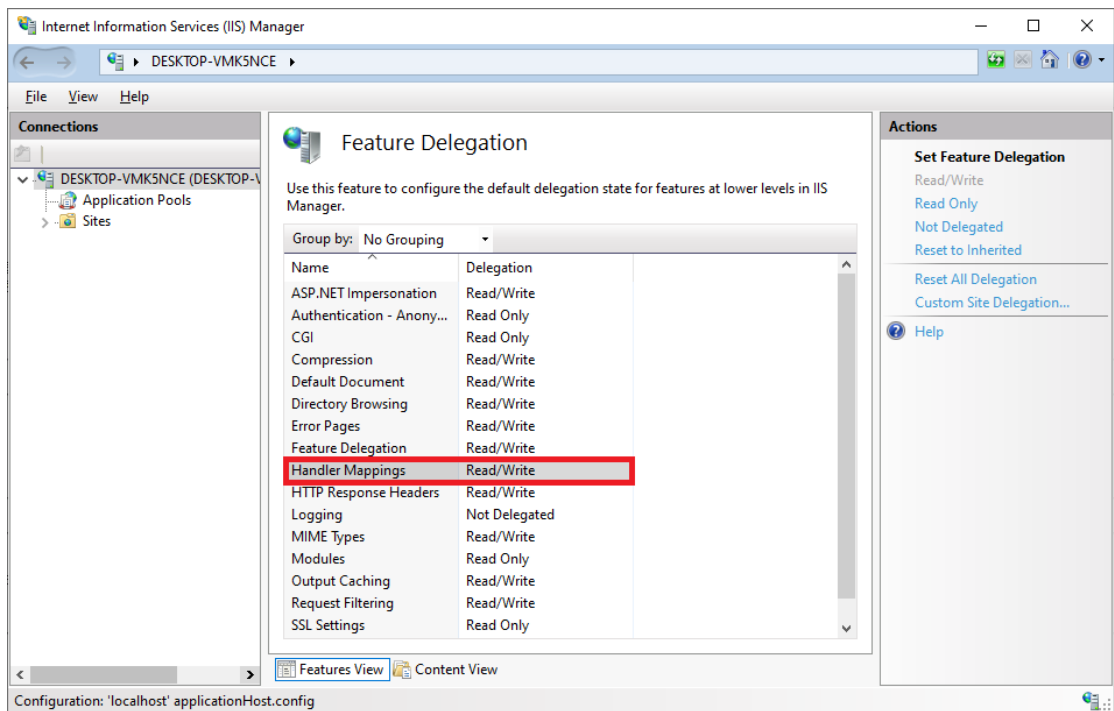 Internet Information Services (IIS) Manager
DESKTOP-VMK5NCE
File View Help
Connections
DESKTOP-VMK5NCE (DESKTOP-V
Application Pools
Sites
Feature Delegation
Use this feature to configure the default delegation state for features at lower levels in IIS
Manager.
Group by: No Grouping
Name Delegation
ASP.NET Impersonation Read/Write
Authentication - Anony... Read Only
CGI Read Only
Compression Read/Write
Default Document Read/Write
Directory Browsing Read/Write
Error Pages Read/Write
Feature Delegation Read/Write
Handler Mappings Read/Write
HTTP Response Headers Read/Write
Logging Not Delegated
MIME Types Read/Write
Modules Read Only
Output Caching Read/Write
Request Filtering Read/Write
SSL Settings Read Only
Features View Content View
Actions
Set Feature Delegation
Read/Write
Read Only
Not Delegated
Reset to Inherited
Reset All Delegation
Custom Site Delegation...
Help
Configuration: 'localhost' applicationHost.config